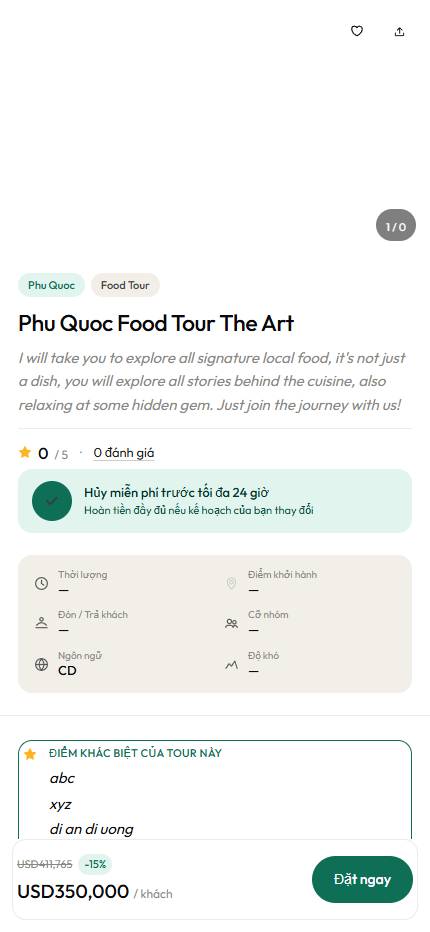 1 / 0
Phu Quoc
Food Tour
Phu Quoc Food Tour The Art
I will take you to explore all signature local food, it's not just
a dish, you will explore all stories behind the cuisine, also
relaxing at some hidden gem. Just join the journey with us!
0 / 5 · 0 đánh giá
Hủy miễn phí trước tối đa 24 giờ
Hoàn tiền đầy đủ nếu kế hoạch của bạn thay đổi
Thời lượng
—
Điểm khởi hành
—
Đón / Trả khách
—
Cỡ nhóm
—
Ngôn ngữ
CD
Độ khó
—
ĐIỂM KHÁC BIỆT CỦA TOUR NÀY
abc
xyz
di an di uong
USD411,765 -15%
USD350,000 / khách
Đặt ngay